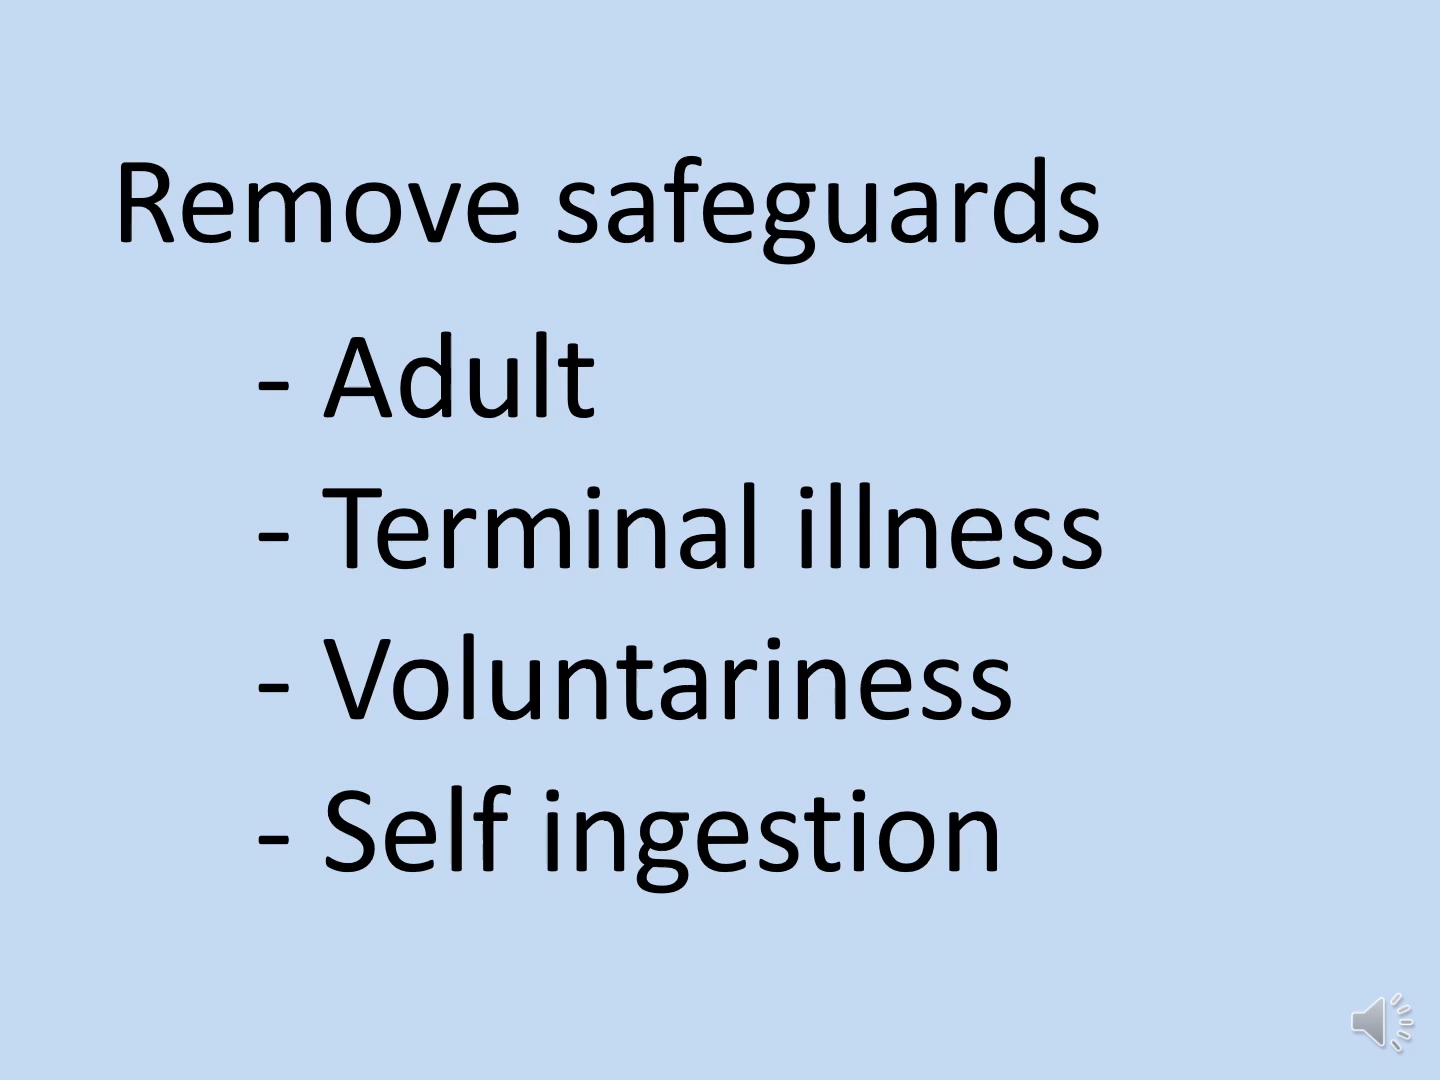 Remove safeguards
- Adult
- Terminal illness
- Voluntariness
- Self ingestion